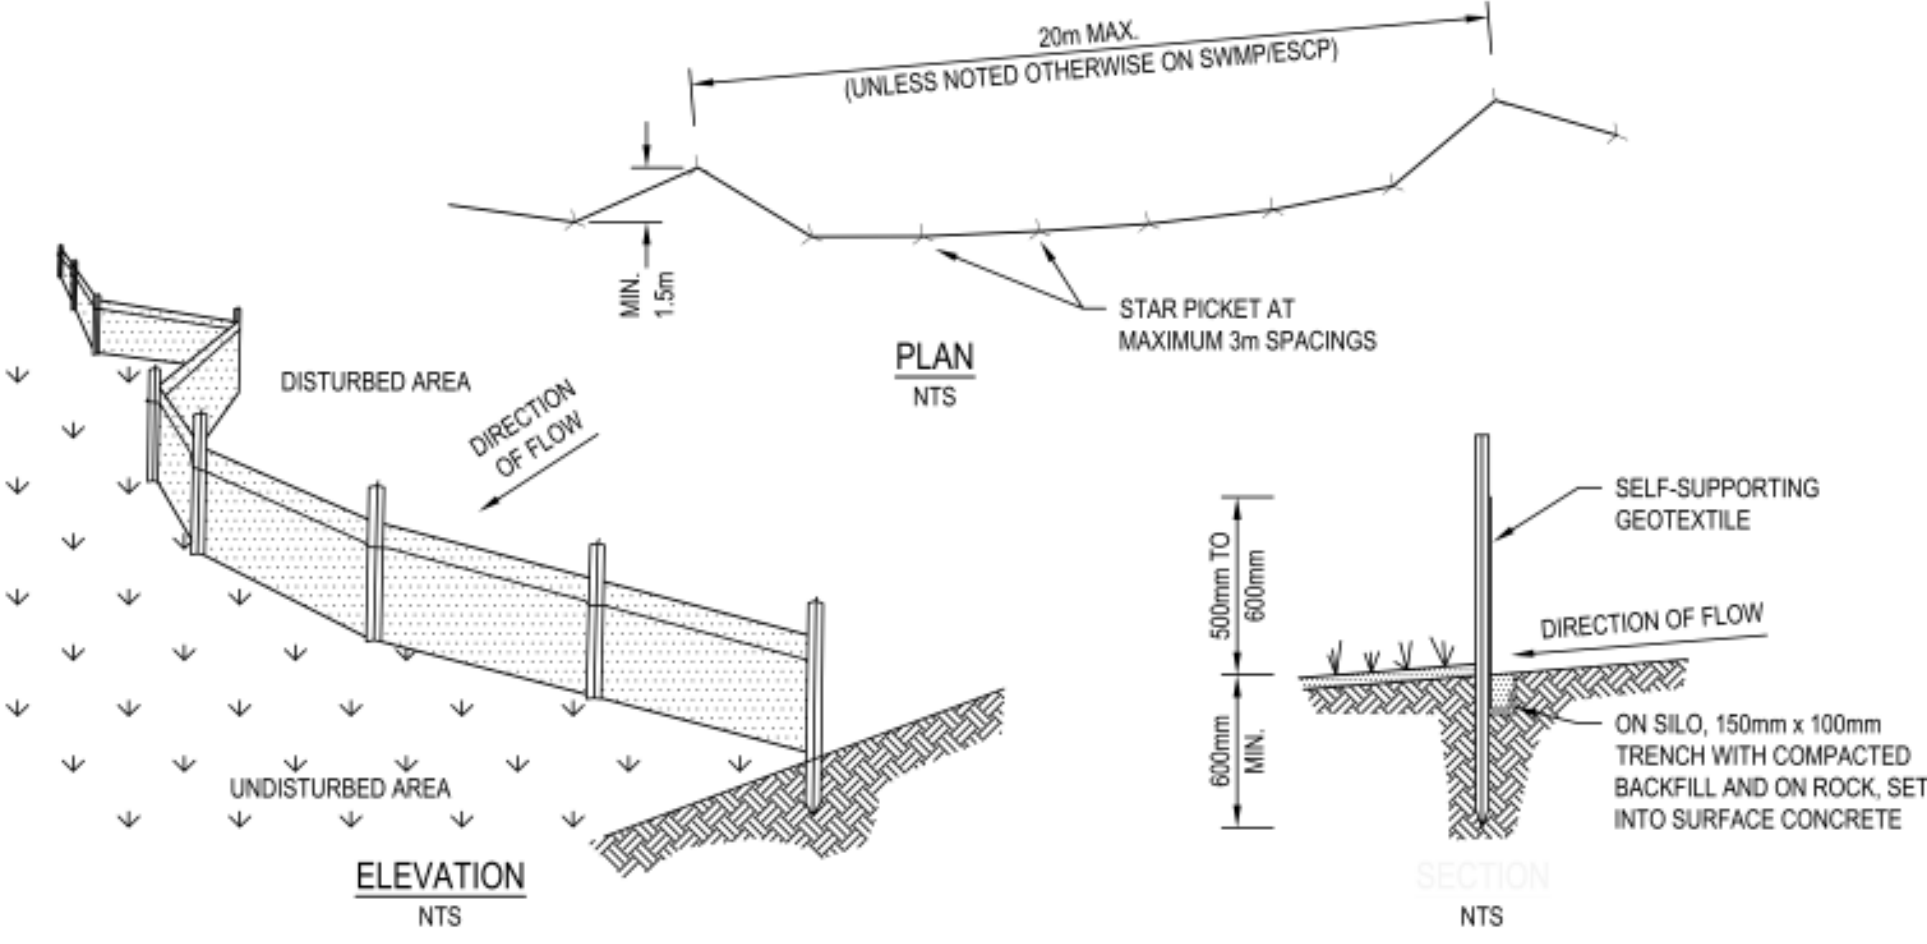 20m MAX.
(UNLESS NOTED OTHERWISE ON SWMP/ESCP)
MIN.
1.5m
STAR PICKET AT
MAXIMUM 3m SPACINGS
PLAN
NTS
DISTURBED AREA
DIRECTION
OF FLOW
UNDISTURBED AREA
ELEVATION
NTS
SELF-SUPPORTING
GEOTEXTILE
500mm TO
600mm
DIRECTION OF FLOW
600mm
MIN.
ON SILO, 150mm x 100mm
TRENCH WITH COMPACTED
BACKFILL AND ON ROCK, SET
INTO SURFACE CONCRETE
SECTION
NTS